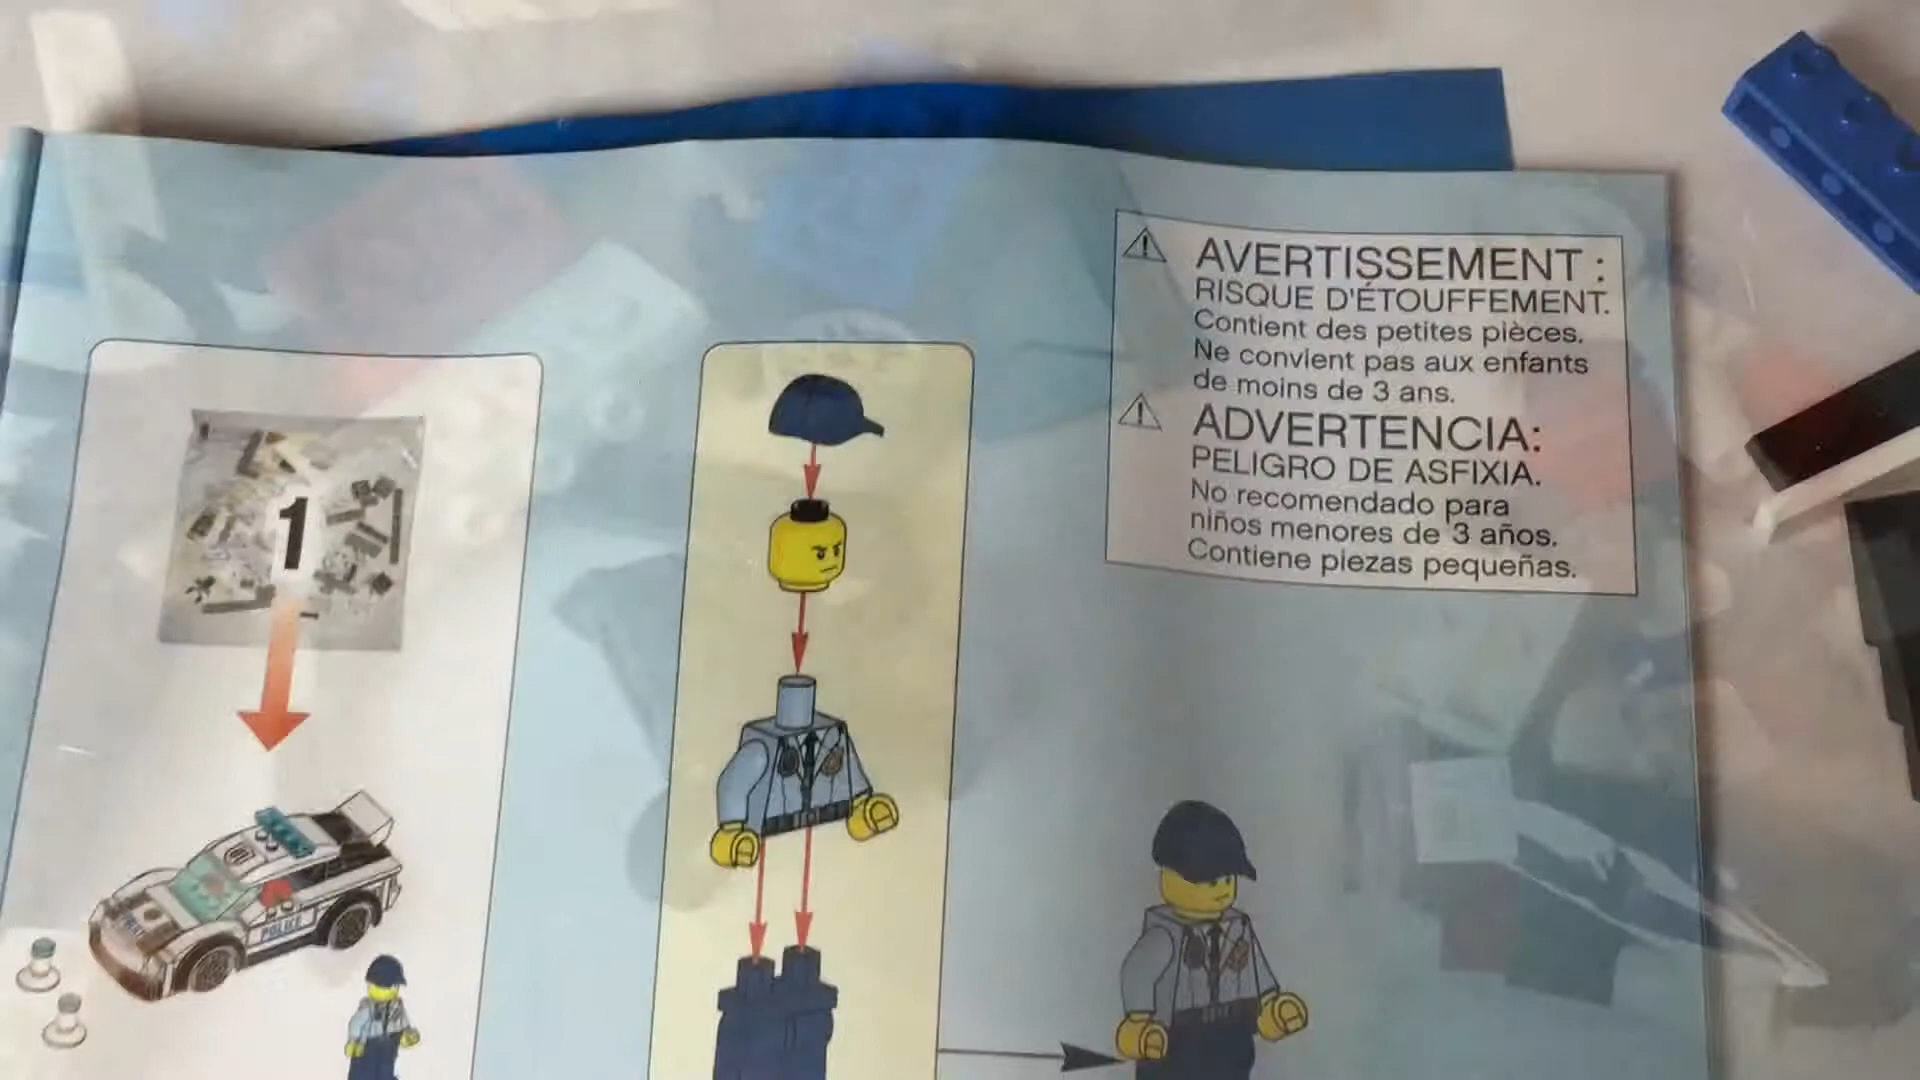 AVERTISSEMENT :
RISQUE D'ÉTOUFFEMENT.
Contient des petites pièces.
Ne convient pas aux enfants
de moins de 3 ans.
ADVERTENCIA:
PELIGRO DE ASFIXIA.
No recomendado para
niños menores de 3 años.
Contiene piezas pequeñas.
1
POLICE